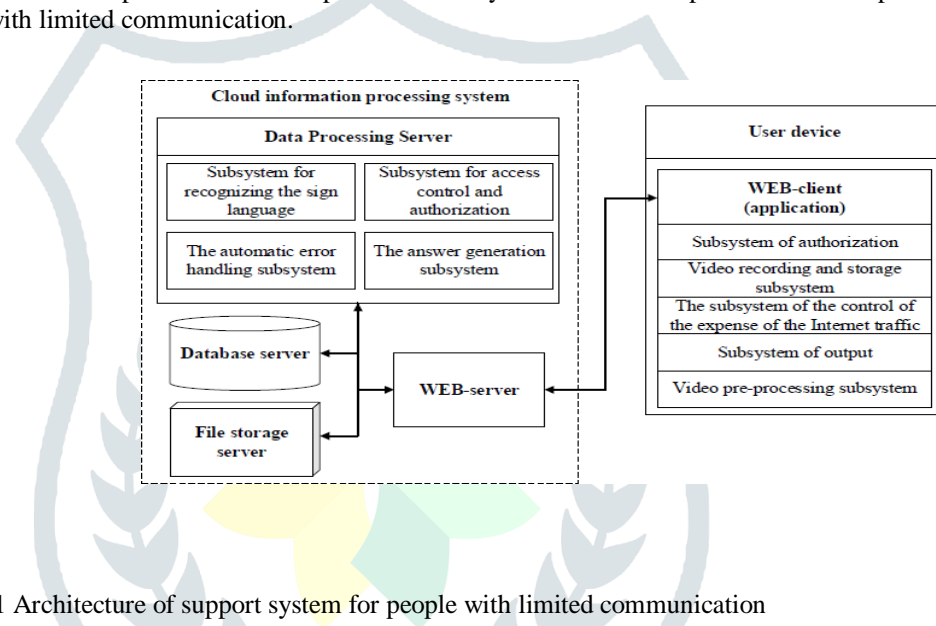 with limited communication.
Cloud information processing system
Data Processing Server
Subsystem for
recognizing the sign
language
Subsystem for access
control and
authorization
The automatic error
handling subsystem
The answer generation
subsystem
Database server
WEB-server
File storage
server
User device
WEB-client
(application)
Subsystem of authorization
Video recording and storage
subsystem
The subsystem of the control of
the expense of the Internet traffic
Subsystem of output
Video pre-processing subsystem
1 Architecture of support system for people with limited communication